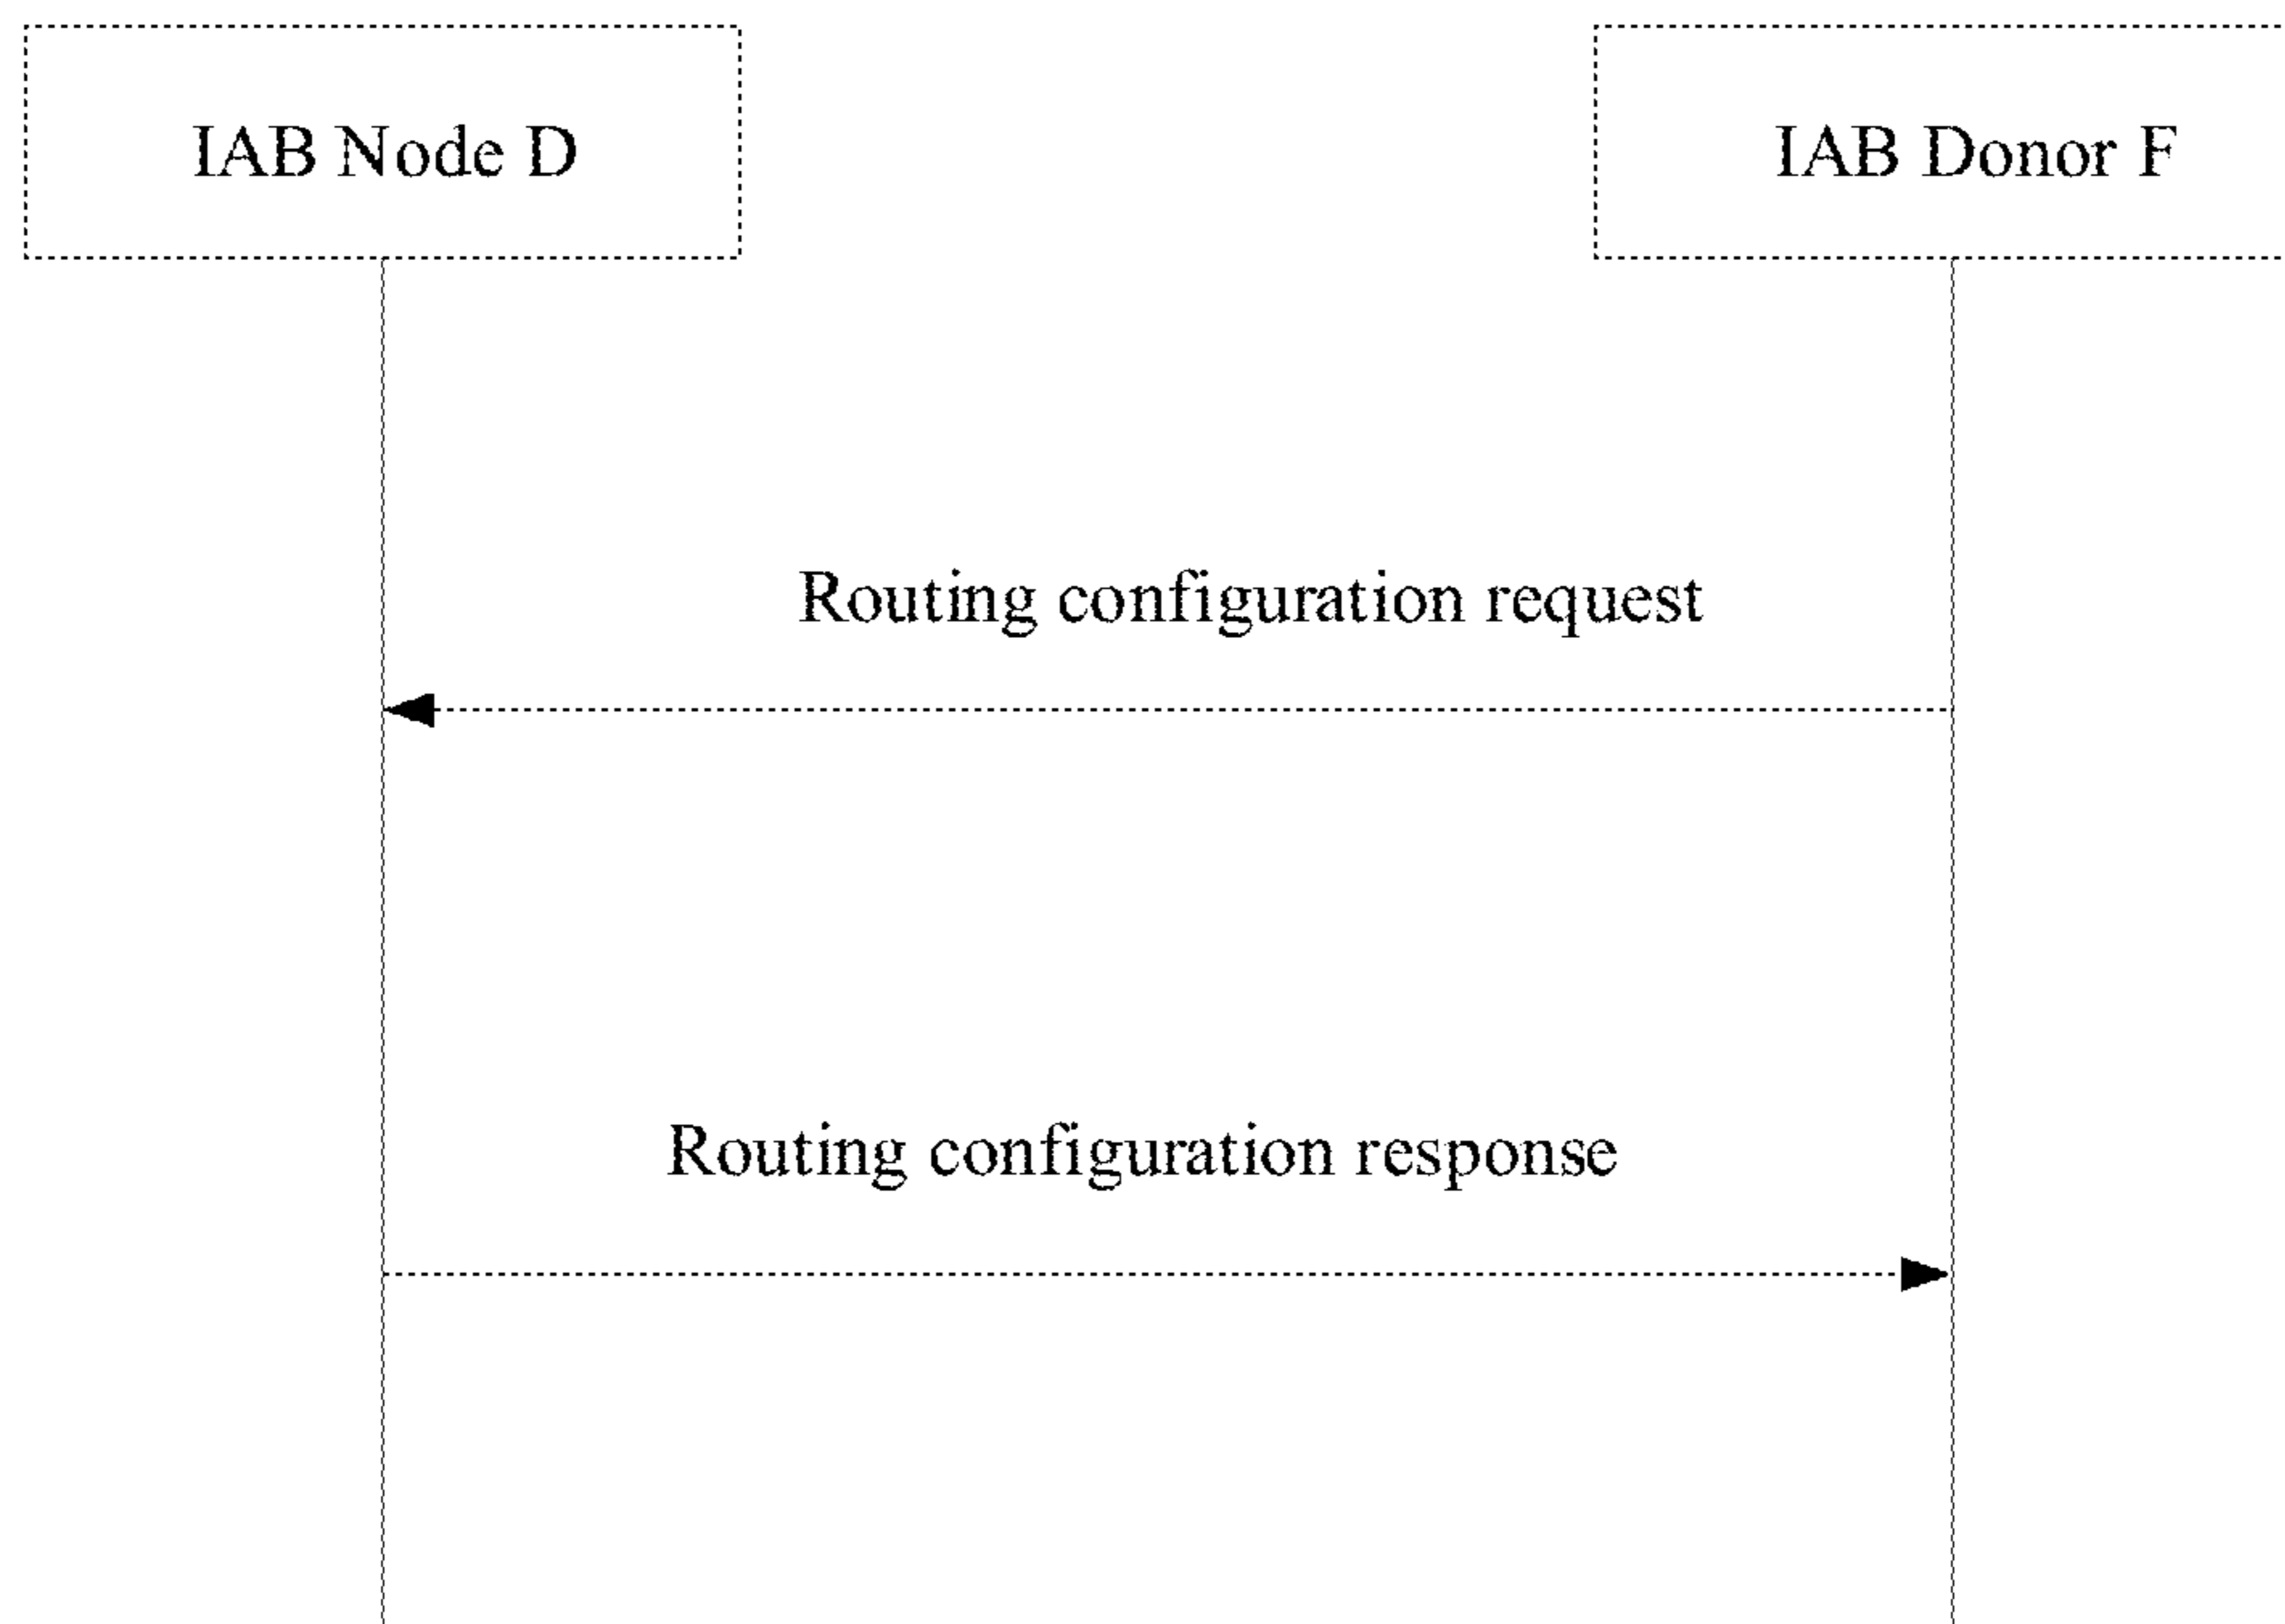 IAB Node D
IAB Donor F
Routing configuration request
Routing configuration response